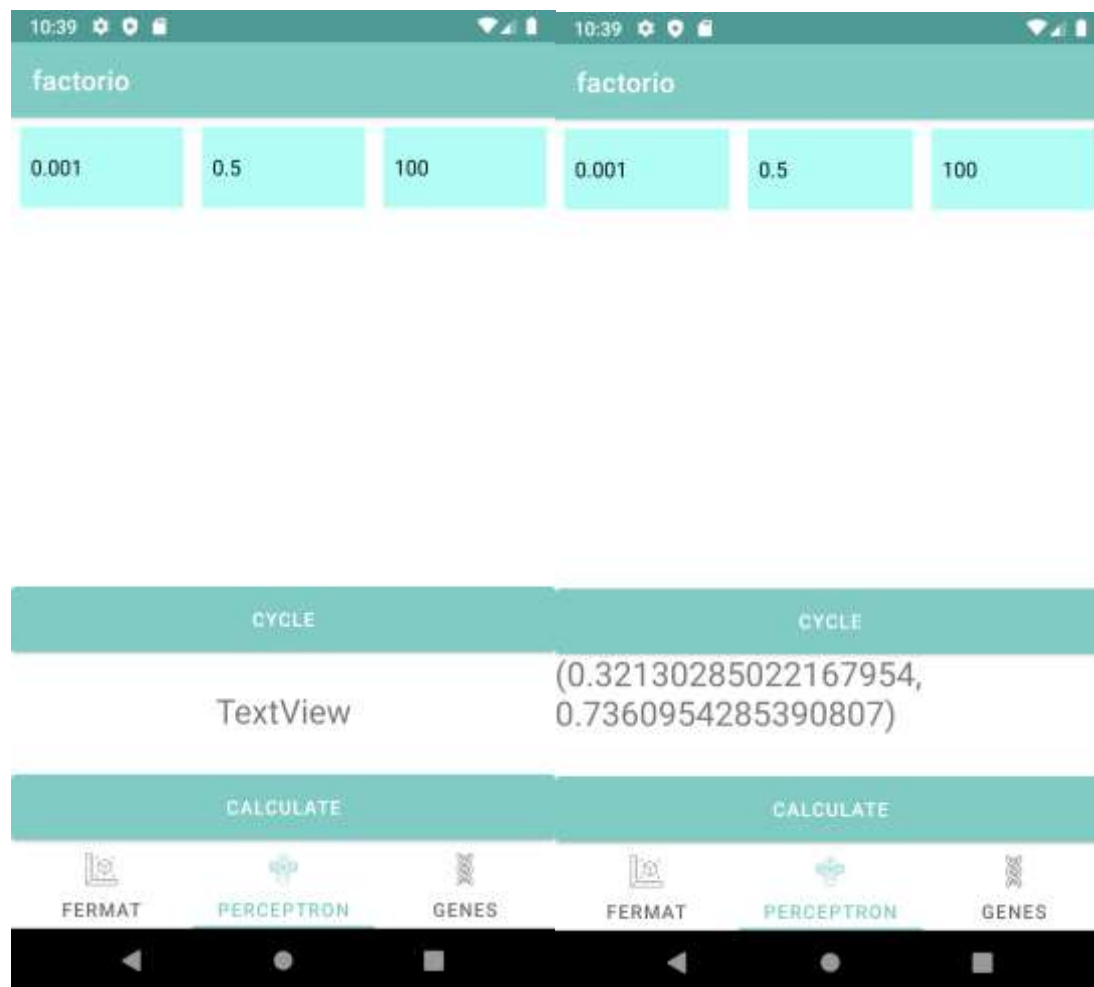 10:39
factorio
0.001 0.5 100
CYCLE
TextView
CALCULATE
FERMAT PERCEPTRON GENES
10:39
factorio
0.001 0.5 100
CYCLE
(0.32130285022167954,
0.7360954285390807)
CALCULATE
FERMAT PERCEPTRON GENES